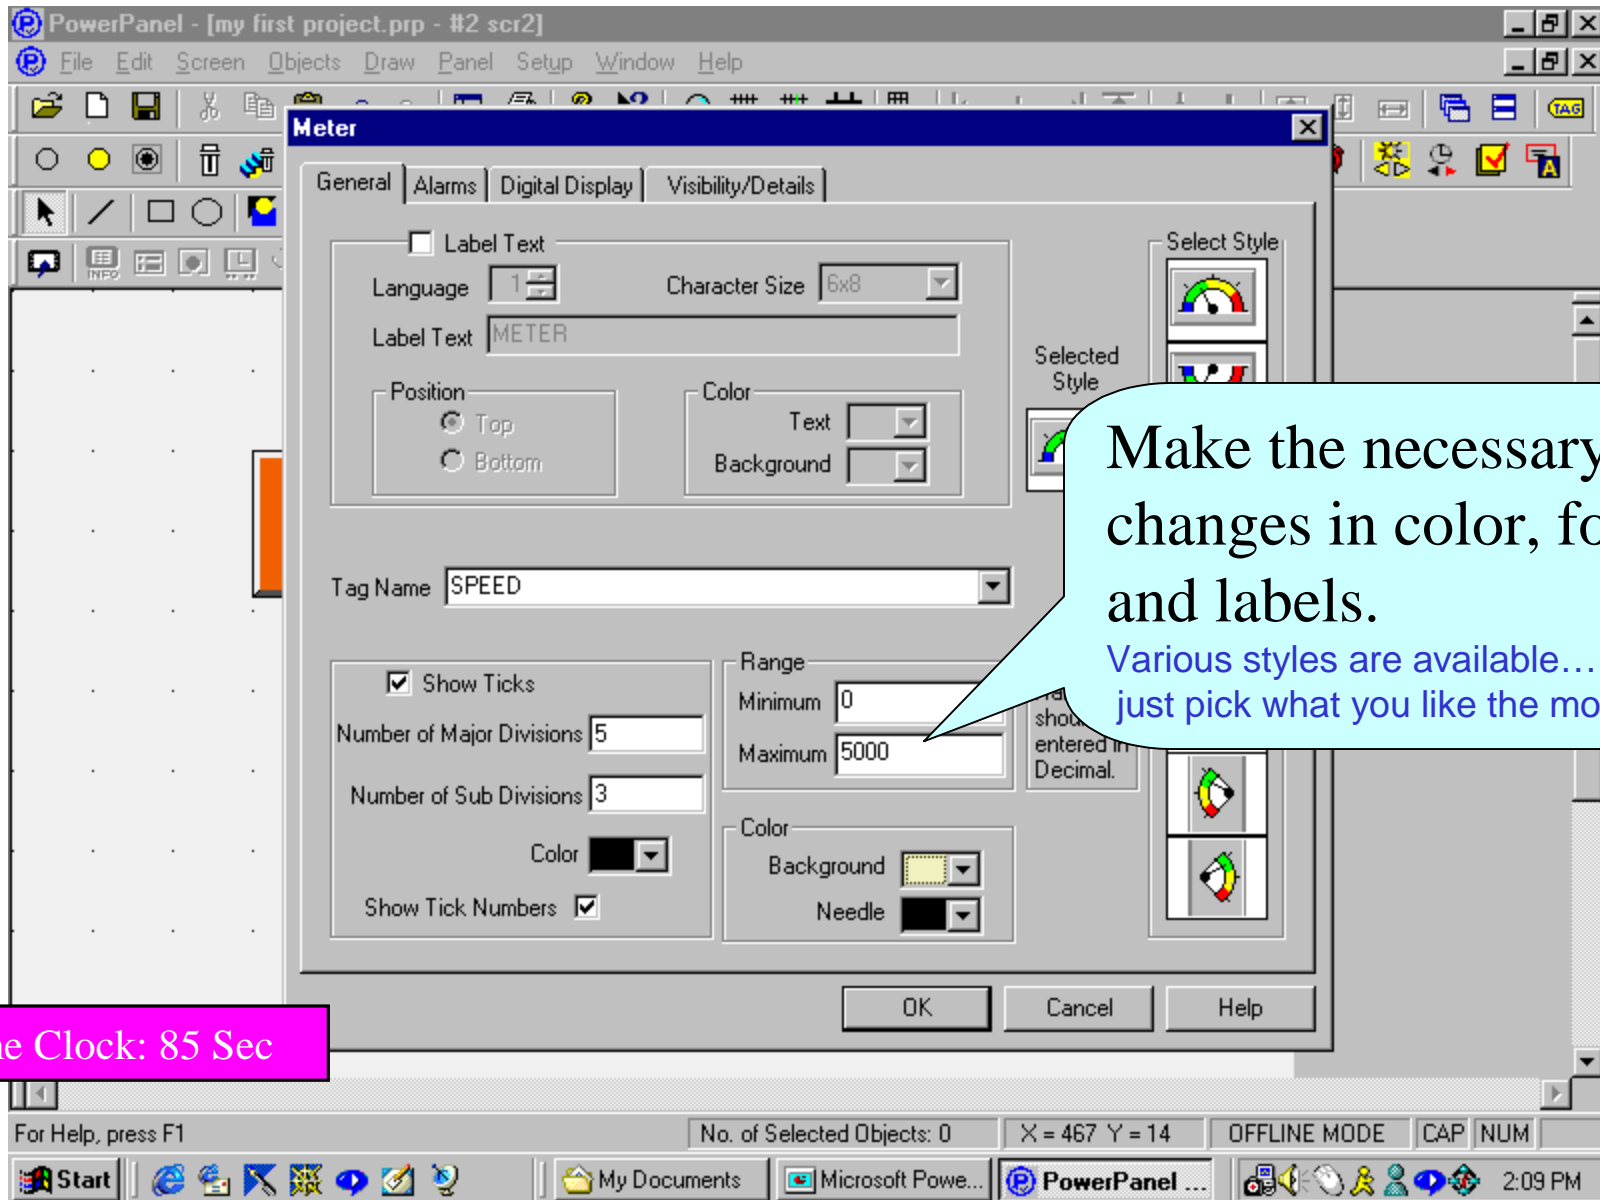 PowerPanel - [my first project.prp - #2 scr2]
File Edit Screen Objects Draw Panel Setup Window Help
TAG
INFO
Meter
General Alarms Digital Display Visibility/Details
Label Text
Language 1 Character Size 6x8
Label Text METER
Position
Top
Bottom
Color
Text
Background
Select Style
Selected
Style
Tag Name SPEED
Show Ticks
Number of Major Divisions 5
Number of Sub Divisions 3
Color
Show Tick Numbers
Range
Minimum 0
Maximum 5000
entered in
Decimal.
Color
Background
Needle
Make the necessary
changes in color,
and labels.
Various styles are available…
just pick what you like the
OK Cancel Help
Clock: 85 Sec
For Help, press F1 No. of Selected Objects: 0 X = 467 Y = 14 OFFLINE MODE CAP NUM
Start My Documents Microsoft Powe... PowerPanel ... 2:09 PM